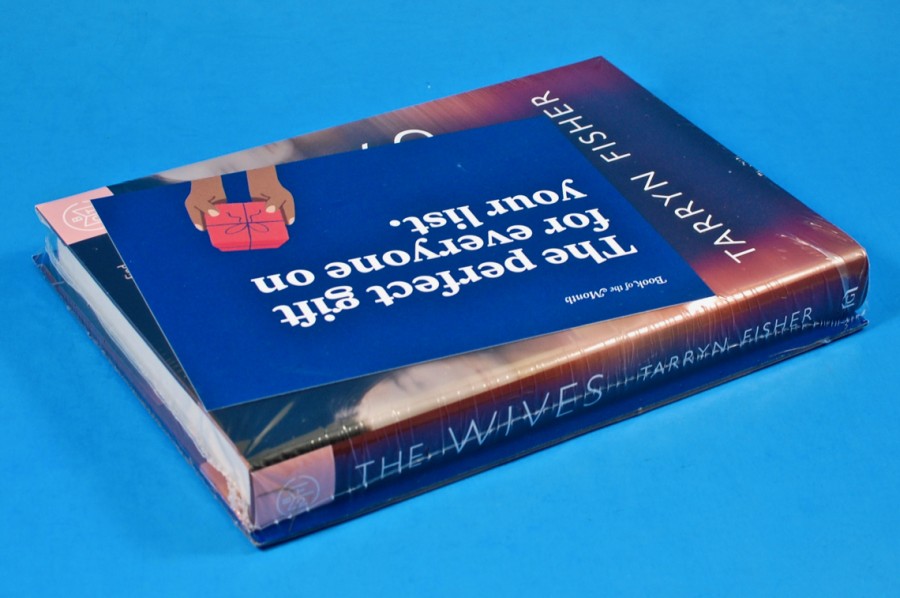 TARRYN FISHER
Book of the Month
The perfect gift
for everyone on
your list.
THE WIVES TARRYN FISHER